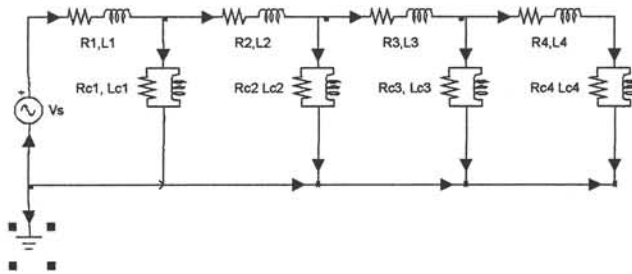 R1,L1
R2,L2
R3,L3
R4,L4
Rc1, Lc1
Rc2 Lc2
Rc3, Lc3
Rc4 Lc4
+
Vs